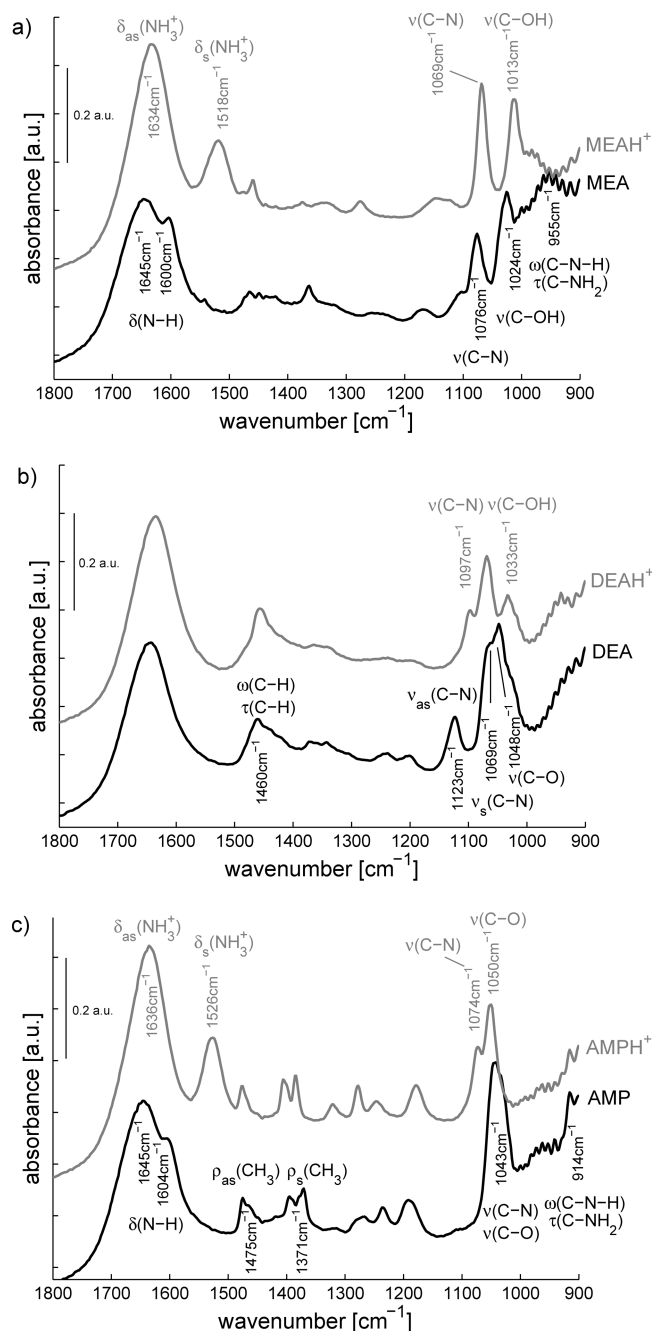 a)
δas(NH3+)
δs(NH3+)
ν(C−N)
ν(C−OH)
1634cm−1
1518cm−1
1069cm−1
1013cm−1
0.2 a.u.
MEAH+
MEA
absorbance [a.u.]
1645cm−1
1600cm−1
δ(N−H)
1076cm−1
ν(C−N)
1024cm−1
ν(C−OH)
955cm−1
ω(C−N−H)
τ(C−NH2)
1800 1700 1600 1500 1400 1300 1200 1100 1000 900
wavenumber [cm−1]
b)
ν(C−N)
ν(C−OH)
1097cm−1
1033cm−1
0.2 a.u.
DEAH+
DEA
absorbance [a.u.]
ω(C−H)
τ(C−H)
1460cm−1
νas(C−N)
1123cm−1
1069cm−1
νs(C−N)
1048cm−1
ν(C−O)
1800 1700 1600 1500 1400 1300 1200 1100 1000 900
wavenumber [cm−1]
c)
δas(NH3+)
δs(NH3+)
ν(C−N)
ν(C−O)
1636cm−1
1526cm−1
1074cm−1
1050cm−1
0.2 a.u.
AMPH+
AMP
absorbance [a.u.]
1645cm−1
1604cm−1
δ(N−H)
ρas(CH3)
ρs(CH3)
1475cm−1
1371cm−1
1043cm−1
914cm−1
ν(C−N)
ν(C−O)
ω(C−N−H)
τ(C−NH2)
1800 1700 1600 1500 1400 1300 1200 1100 1000 900
wavenumber [cm−1]